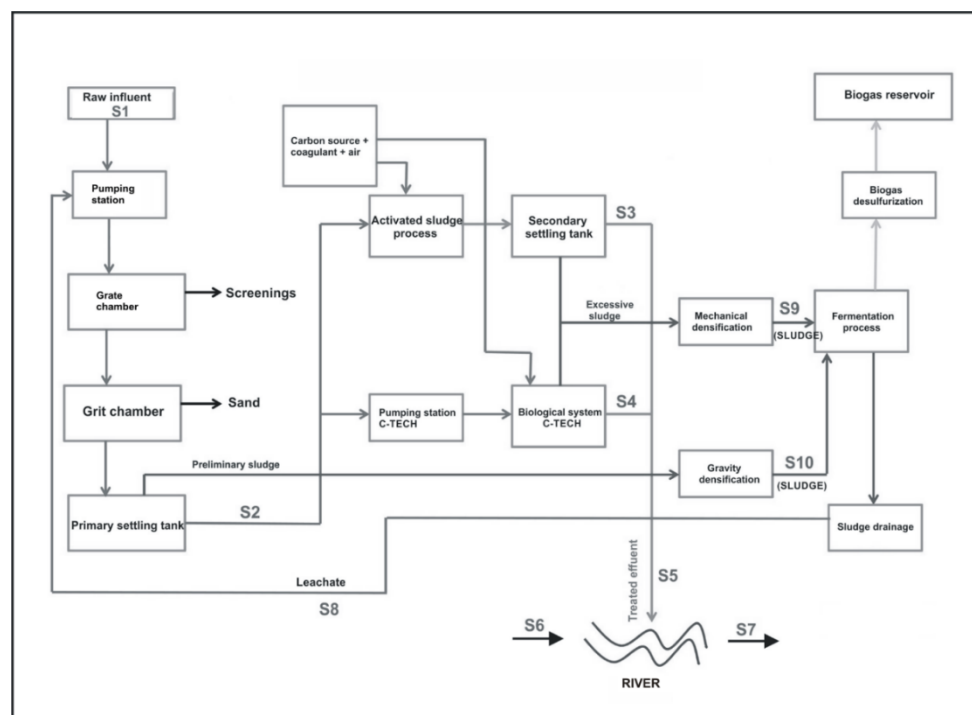 Raw influent
S1
Pumping
station
Grate
chamber
Screenings
Grit chamber
Sand
Preliminary sludge
Primary settling tank
S2
Leachate
S8
Carbon source +
coagulant + air
Activated sludge
process
Pumping station
C-TECH
Secondary
settling tank
S3
Excessive
sludge
Biological system
C-TECH
S4
Treated effuent
S5
S6
S7
RIVER
Mechanical
densification
S9
(SLUDGE)
Gravity
densification
S10
(SLUDGE)
Biogas reservoir
Biogas
desulfurization
Fermentation
process
Sludge drainage